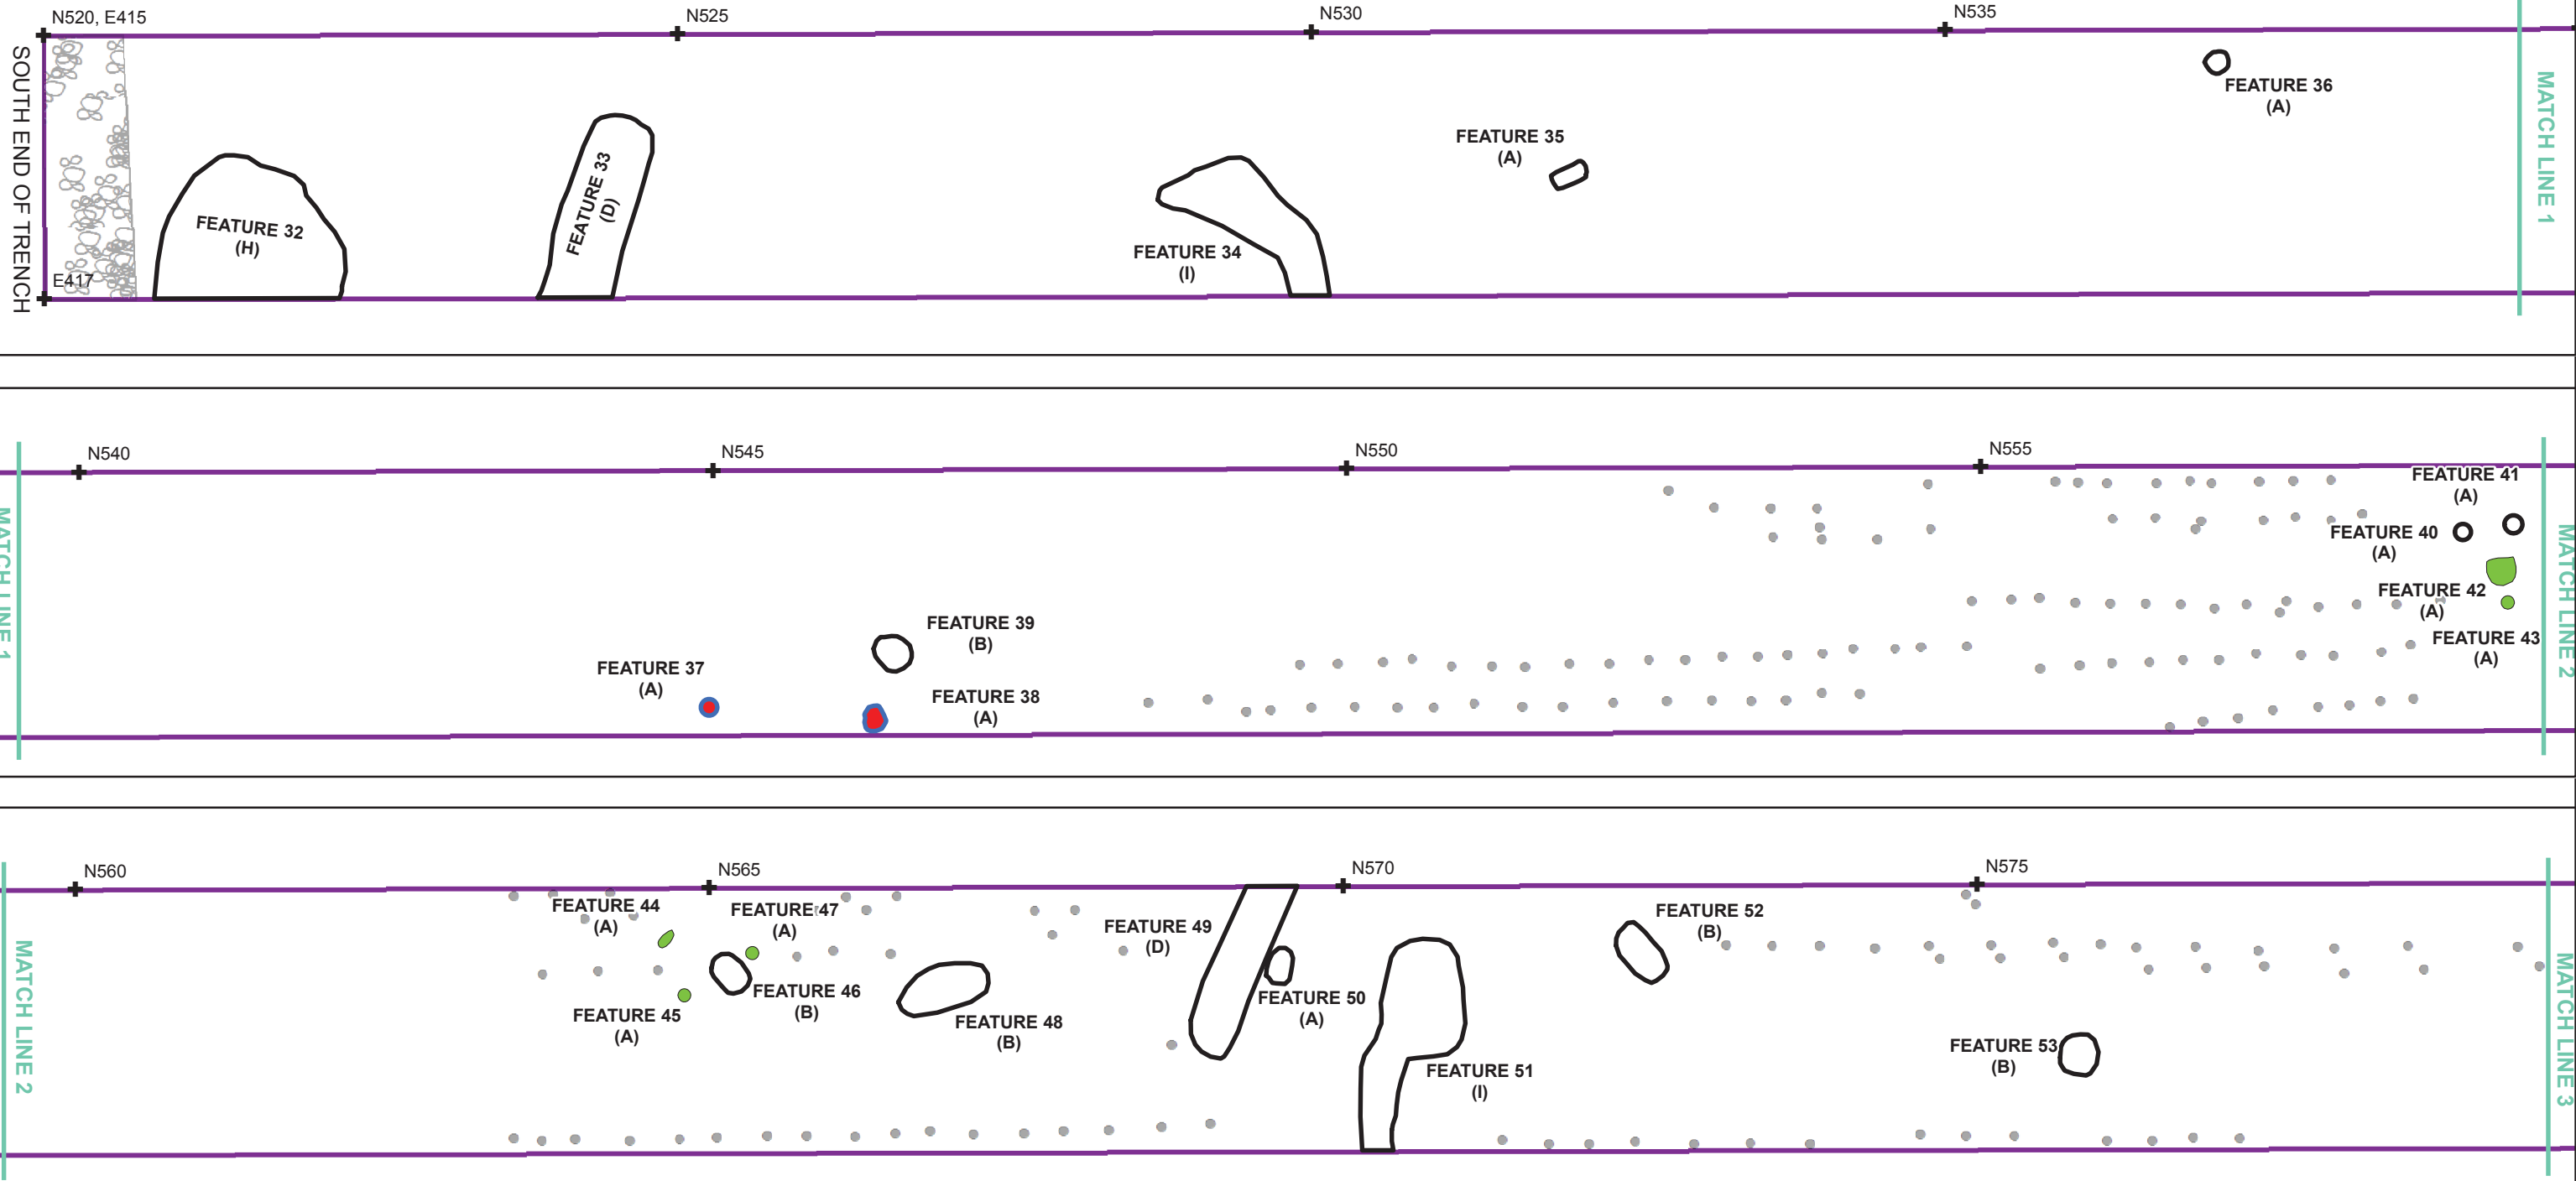 N520, E415
N525
N530
N535
SOUTH END OF TRENCH
E417
FEATURE 32
(H)
FEATURE 33
(D)
FEATURE 34
(I)
FEATURE 35
(A)
FEATURE 36
(A)
MATCH LINE 1
N540
N545
N550
N555
MATCH LINE 1
FEATURE 37
(A)
FEATURE 39
(B)
FEATURE 38
(A)
FEATURE 41
(A)
FEATURE 40
(A)
FEATURE 42
(A)
FEATURE 43
(A)
MATCH LINE 2
N560
N565
N570
N575
MATCH LINE 2
FEATURE 44
(A)
FEATURE 45
(A)
FEATURE 47
(A)
FEATURE 46
(B)
FEATURE 48
(B)
FEATURE 49
(D)
FEATURE 50
(A)
FEATURE 51
(I)
FEATURE 52
(B)
FEATURE 53
(B)
MATCH LINE 3